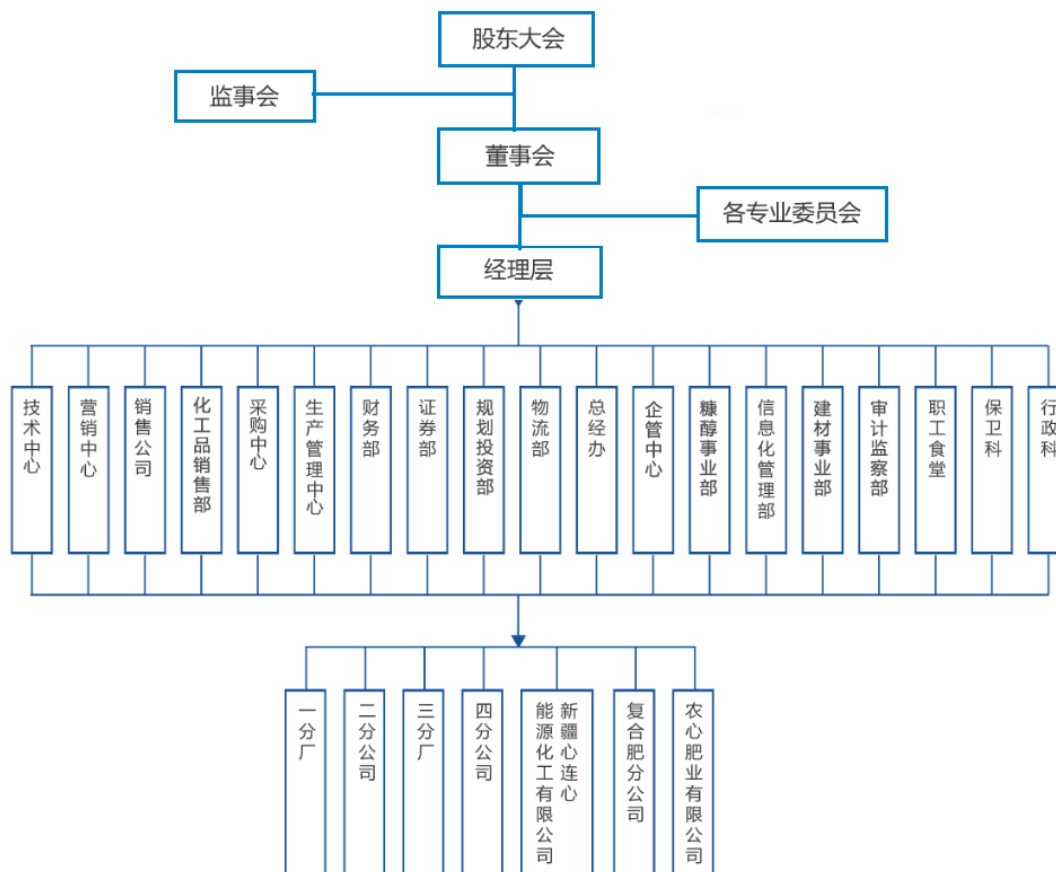 股东大会
监事会
董事会
各专业委员会
经理层
技术中心
营销中心
销售公司
化工品销售部
采购中心
生产管理中心
财务部
证券部
规划投资部
物流部
总经办
企管中心
糠醇事业部
信息化管理部
建材事业部
审计监察部
职工食堂
保卫科
行政科
一分厂
二分公司
三分厂
四分公司
新疆心连心
能源化工有限公司
复合肥分公司
农心肥业有限公司